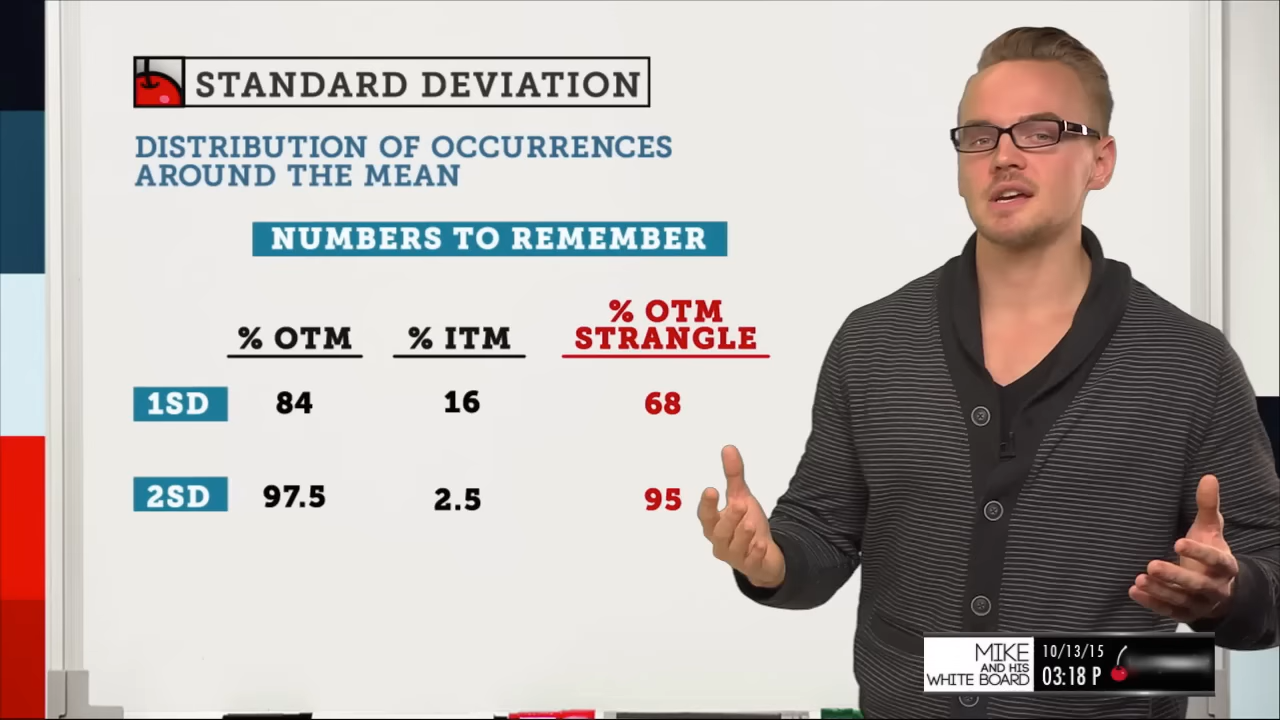 STANDARD DEVIATION
DISTRIBUTION OF OCCURRENCES
AROUND THE MEAN
NUMBERS TO REMEMBER
% OTM % ITM % OTM STRANGLE
1SD 84 16 68
2SD 97.5 2.5 95
MIKE
AND HIS
WHITE BOARD
10/13/15
03:18 P